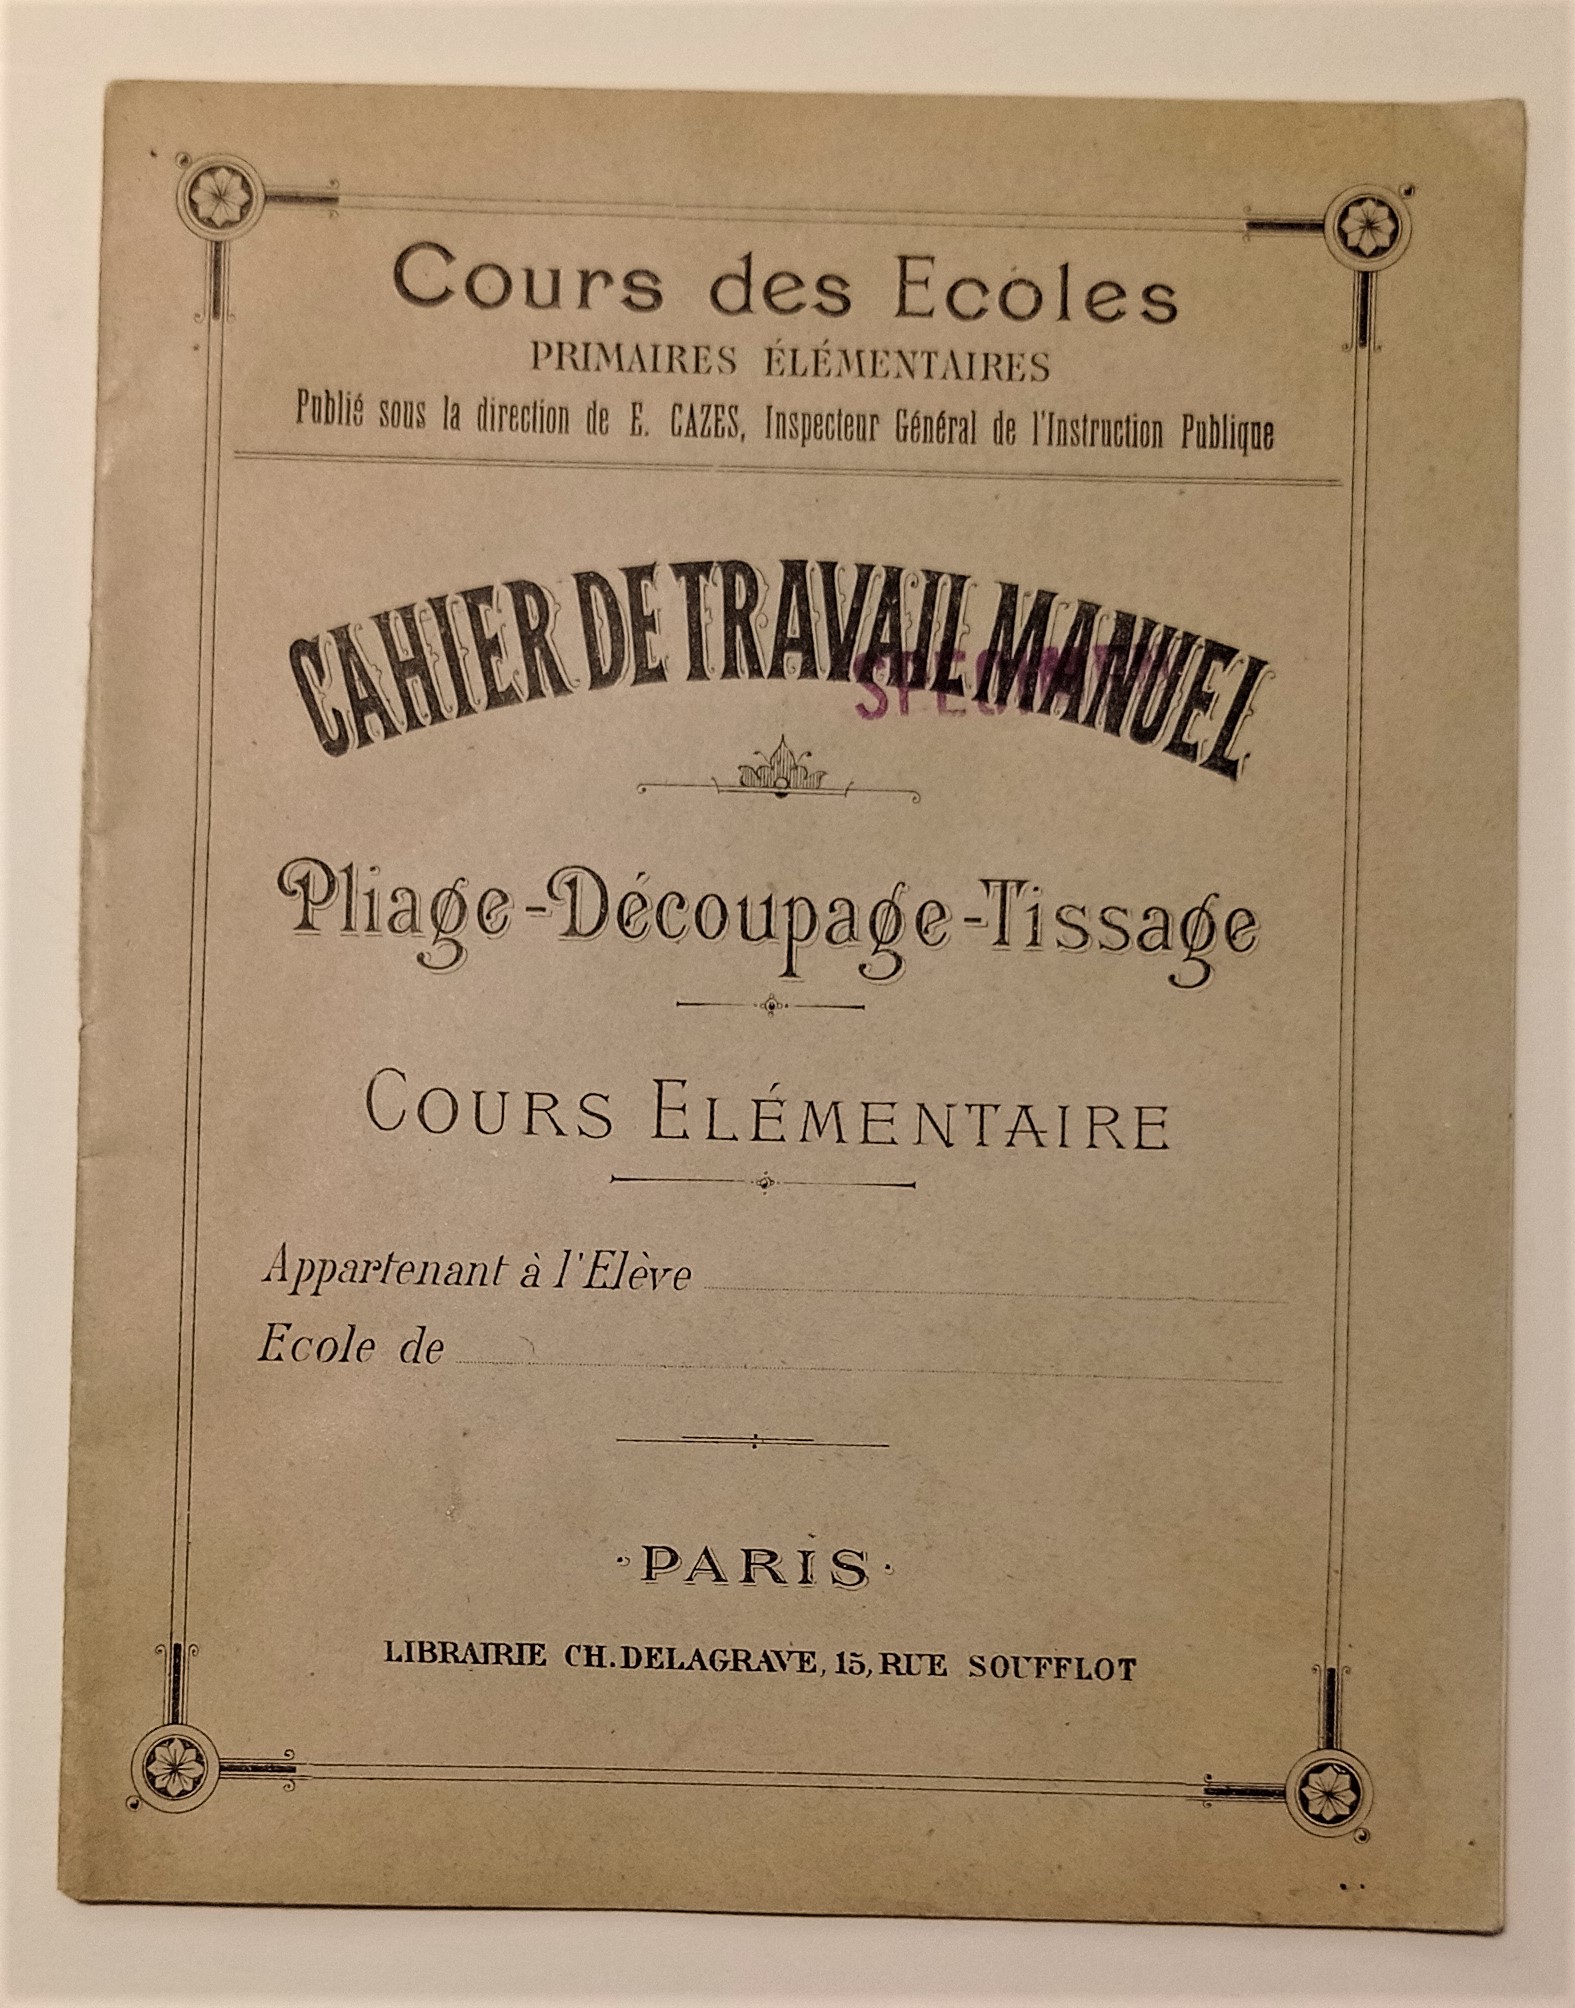 Cours des Ecoles
PRIMAIRES ÉLÉMENTAIRES
Publié sous la direction de E. CAZES, Inspecteur Général de l'Instruction Publique
CAHIER DE TRAVAIL MANUEL
SPECIMEN
Pliage-Découpage-Tissage
COURS ELÉMENTAIRE
Appartenant à l'Elève
Ecole de
·PARIS·
LIBRAIRIE CH. DELAGRAVE, 15, RUE SOUFFLOT